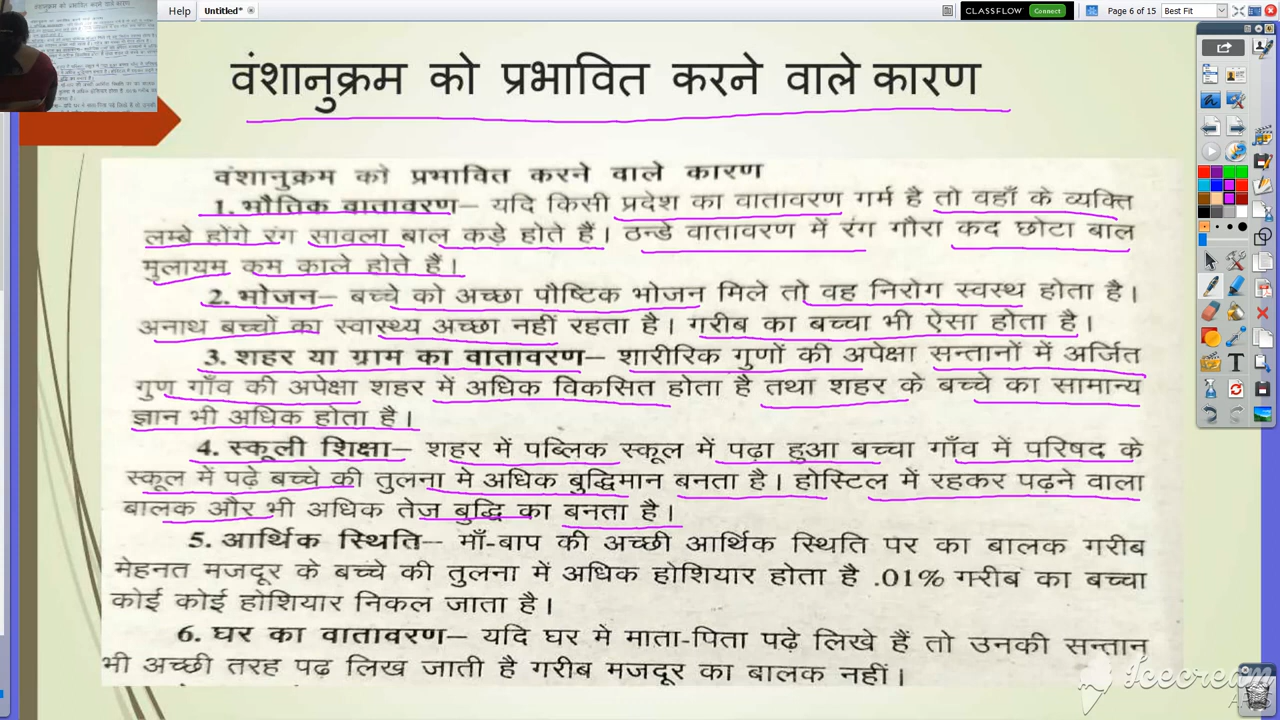 Help
Untitled*
CLASSFLOW
Connect
Page 6 of 15
Best Fit
वंशानुक्रम को प्रभावित करने वाले कारण
वंशानुक्रम को प्रभावित करने वाले कारण
1. भौतिक वातावरण– यदि किसी प्रदेश का वातावरण गर्म है तो वहाँ के व्यक्ति
लम्बे होंगे रंग सावला बाल कड़े होते हैं। ठन्डे वातावरण में रंग गौरा कद छोटा बाल
मुलायम कम काले होते हैं।
2. भोजन– बच्चे को अच्छा पौष्टिक भोजन मिले तो वह निरोग स्वस्थ होता है।
अनाथ बच्चों का स्वास्थ्य अच्छा नहीं रहता है। गरीब का बच्चा भी ऐसा होता है।
3. शहर या ग्राम का वातावरण– शारीरिक गुणों की अपेक्षा सन्तानों में अर्जित
गुण गाँव की अपेक्षा शहर में अधिक विकसित होता है तथा शहर के बच्चे का सामान्य
ज्ञान भी अधिक होता है।
4. स्कूली शिक्षा– शहर में पब्लिक स्कूल में पढ़ा हुआ बच्चा गाँव में परिषद के
स्कूल में पढ़े बच्चे की तुलना मे अधिक बुद्धिमान बनता है। होस्टिल में रहकर पढ़ने वाला
बालक और भी अधिक तेज बुद्धि का बनता है।
5. आर्थिक स्थिति– माँ-बाप की अच्छी आर्थिक स्थिति पर का बालक गरीब
मेहनत मजदूर के बच्चे की तुलना में अधिक होशियार होता है .01% गरीब का बच्चा
कोई कोई होशियार निकल जाता है।
6. घर का वातावरण– यदि घर मे माता-पिता पढ़े लिखे हैं तो उनकी सन्तान
भी अच्छी तरह पढ़ लिख जाती है गरीब मजदूर का बालक नहीं।
Icecream
APPS